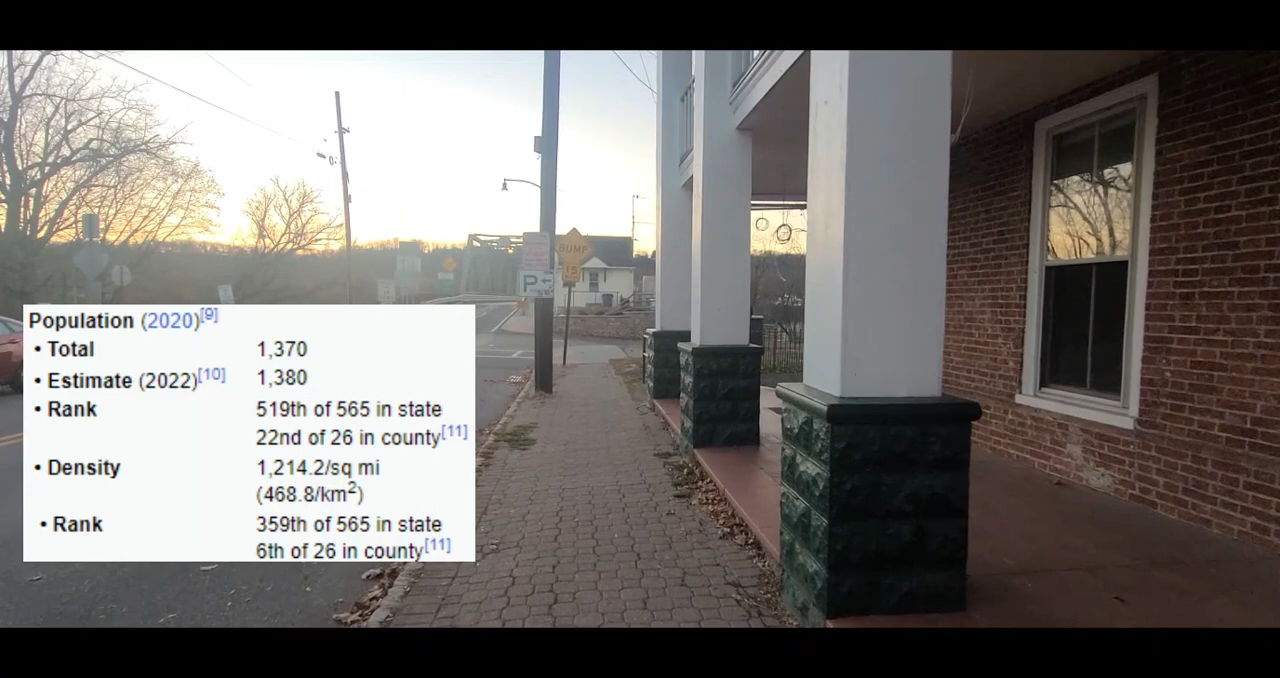 Population (2020)[9]
• Total 1,370
• Estimate (2022)[10] 1,380
• Rank 519th of 565 in state
22nd of 26 in county[11]
• Density 1,214.2/sq mi
(468.8/km2)
• Rank 359th of 565 in state
6th of 26 in county[11]
BUMP
15
P